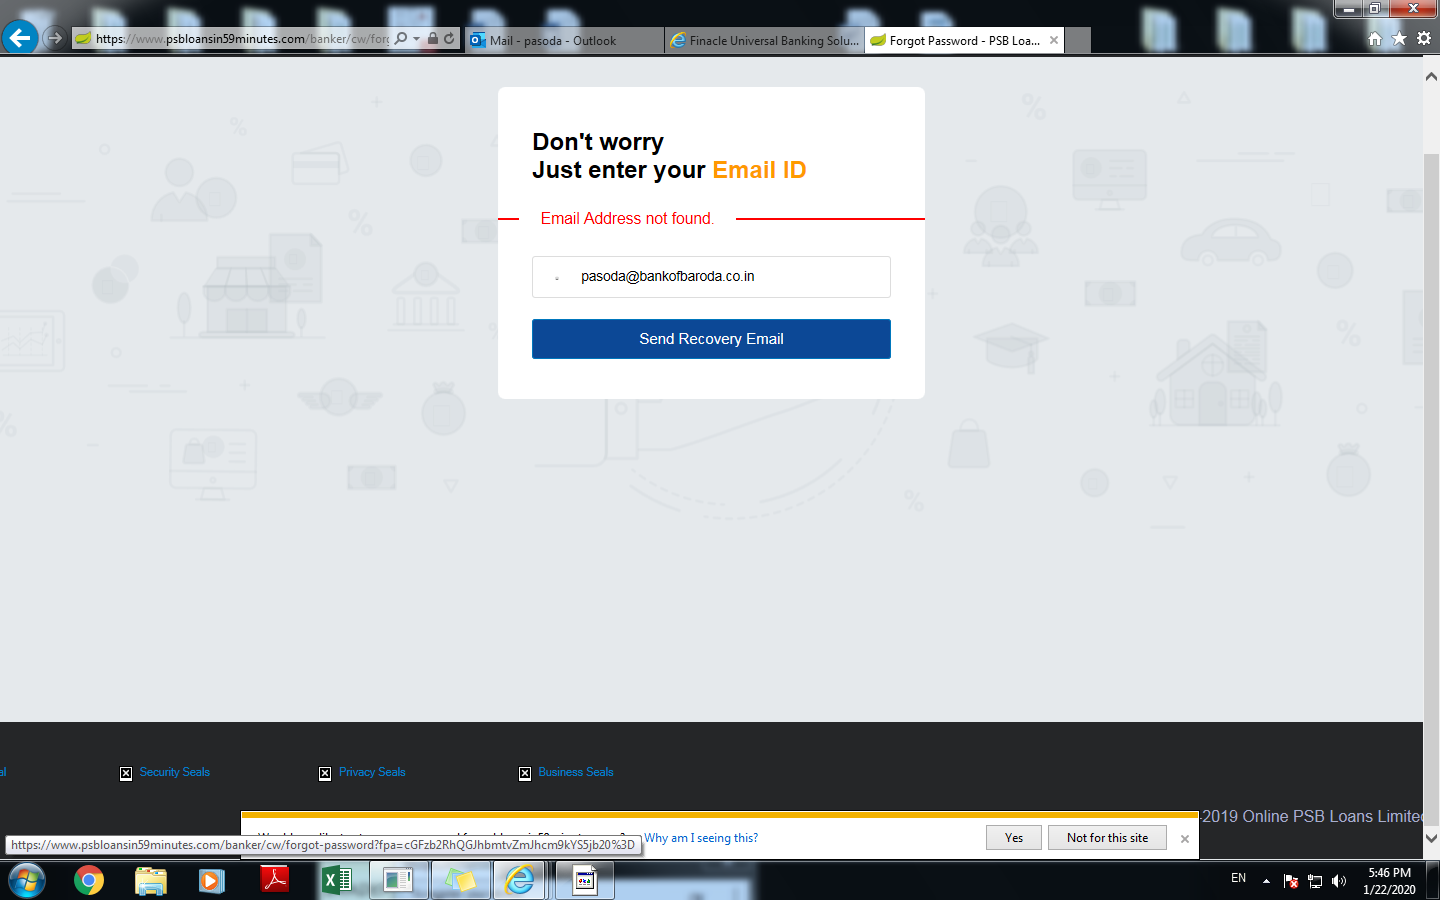 https://www.psbloansin59minutes.com/banker/cw/forg
Mail - pasoda - Outlook
Finacle Universal Banking Solu...
Forgot Password - PSB Loa...
Don't worry
Just enter your Email ID
Email Address not found.
pasoda@bankofbaroda.co.in
Send Recovery Email
al
Security Seals
Privacy Seals
Business Seals
-2019 Online PSB Loans Limited
Why am I seeing this?
Yes
Not for this site
https://www.psbloansin59minutes.com/banker/cw/forgot-password?fpa=cGFzb2RhQGJhbmtvZmJhcm9kYS5jb20%3D
EN
5:46 PM
1/22/2020